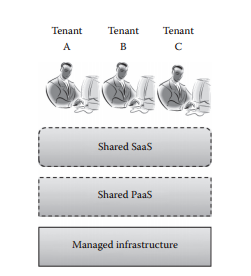 Tenant Tenant Tenant
A B C
Shared SaaS
Shared PaaS
Managed infrastructure